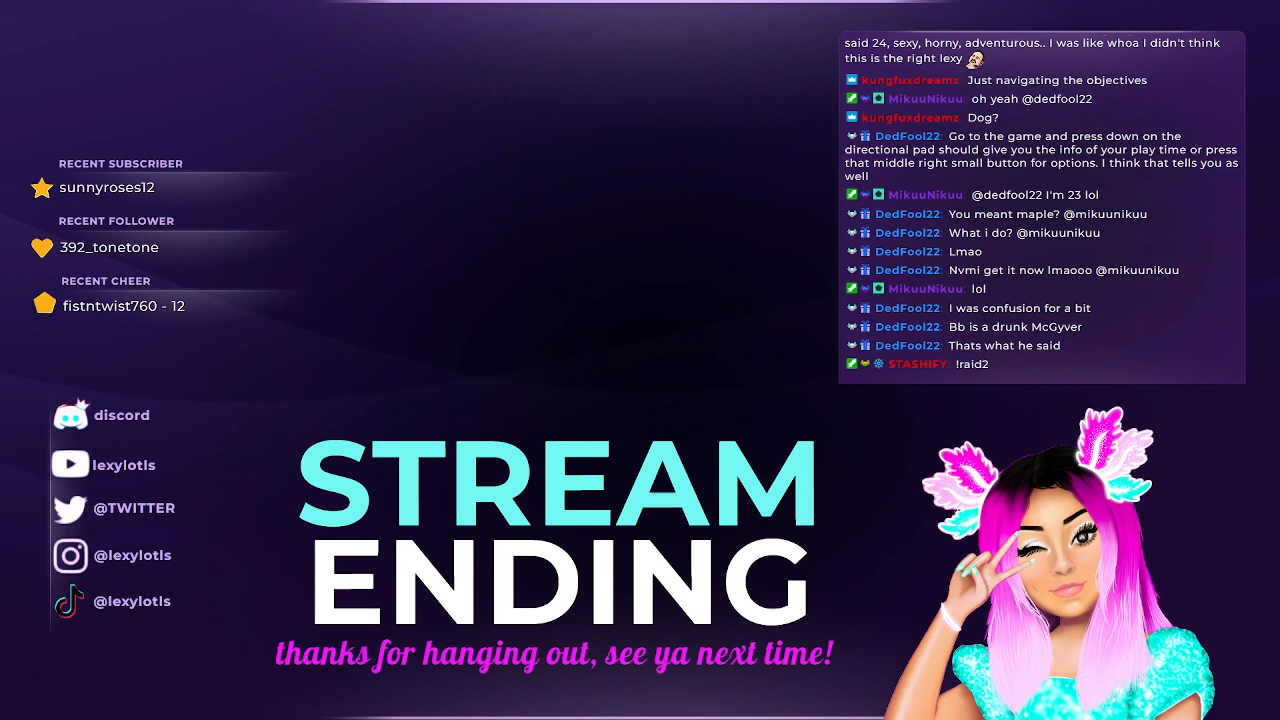 RECENT SUBSCRIBER
sunnyroses12
RECENT FOLLOWER
392_tonetone
RECENT CHEER
fistntwist760 - 12
discord
lexylotls
@TWITTER
@lexylotls
@lexylotls
STREAM
ENDING
thanks for hanging out, see ya next time!
said 24, sexy, horny, adventurous.. I was like whoa I didn't think
this is the right lexy
kungfuxdreamz: Just navigating the objectives
MikuuNikuu: oh yeah @dedfool22
kungfuxdreamz: Dog?
DedFool22: Go to the game and press down on the
directional pad should give you the info of your play time or press
that middle right small button for options. I think that tells you as
well
MikuuNikuu: @dedfool22 I'm 23 lol
DedFool22: You meant maple? @mikuunikuu
DedFool22: What i do? @mikuunikuu
DedFool22: Lmao
DedFool22: Nvmi get it now lmaooo @mikuunikuu
MikuuNikuu: lol
DedFool22: I was confusion for a bit
DedFool22: Bb is a drunk McGyver
DedFool22: Thats what he said
STASHIFY: !raid2